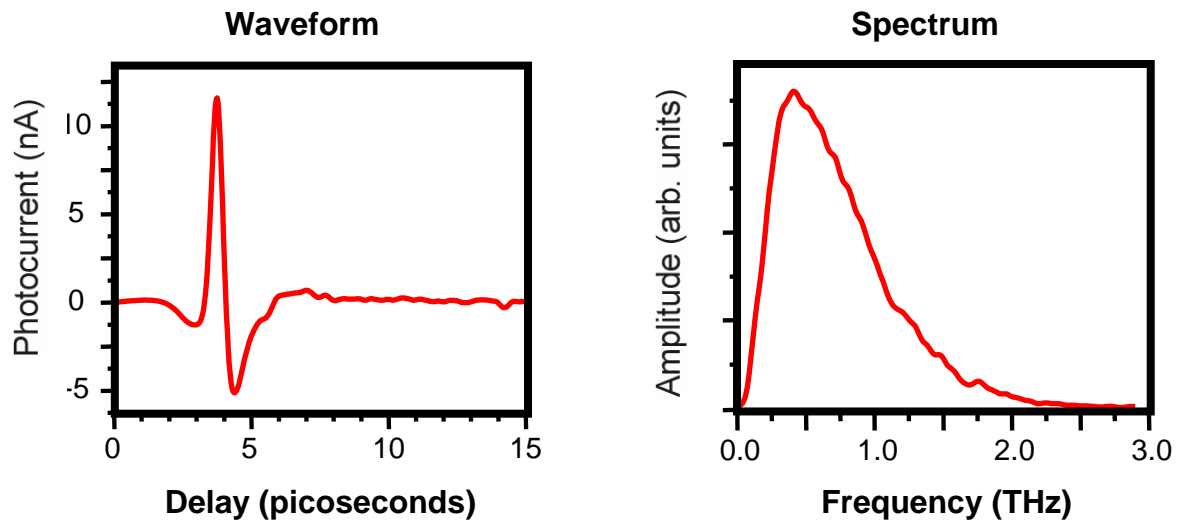 Waveform
Photocurrent (nA)
10
5
0
-5
0 5 10 15
Delay (picoseconds)
Spectrum
Amplitude (arb. units)
0.0 1.0 2.0 3.0
Frequency (THz)